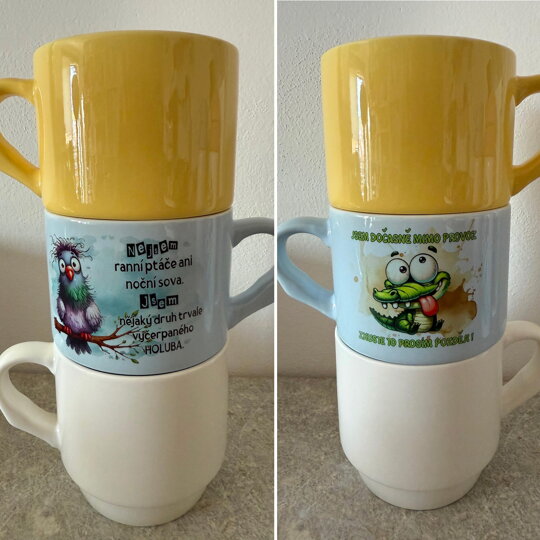 Nejsem
ranní ptáče ani
noční sova.
Jsem
nějaký druh trvale
vyčerpaného
HOLUBA.
JSEM DOČASNĚ MIMO PROVOZ
ZKUSTE TO PROSÍM POZDĚJI !